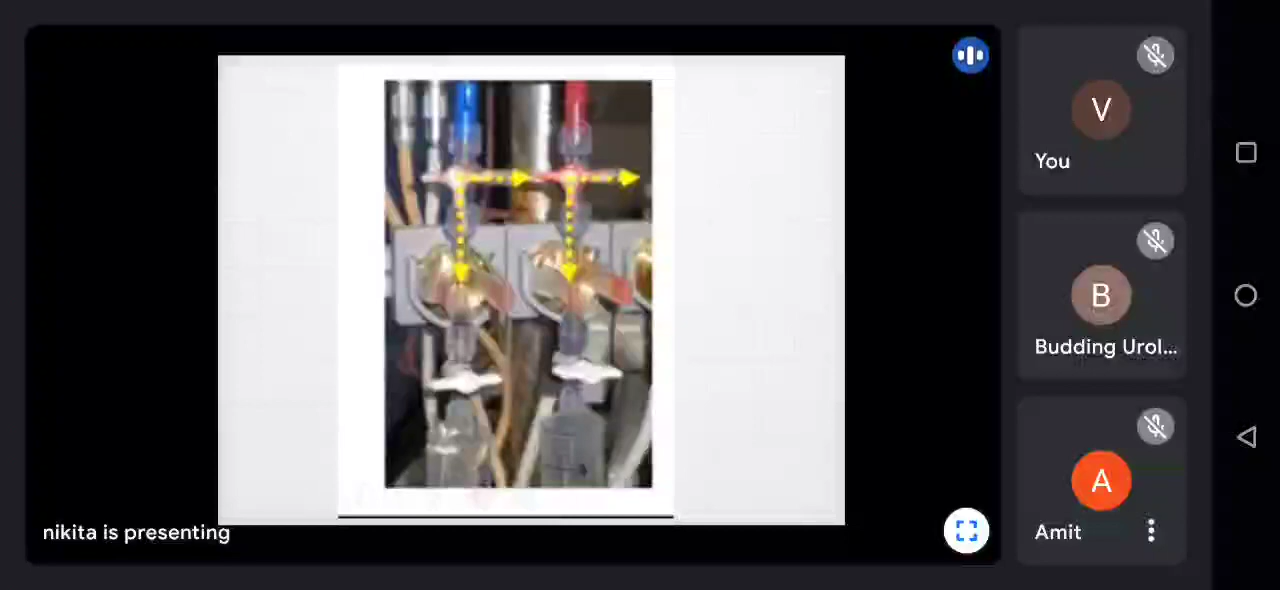 V
You
B
Budding Urol...
A
Amit
nikita is presenting